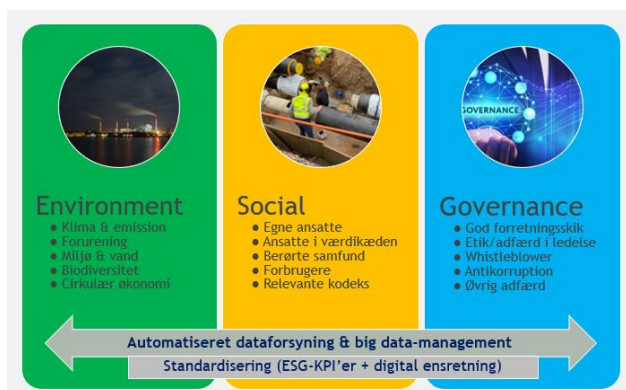 GOVERNANCE
Environment
● Klima & emission
● Forurening
● Miljø & vand
● Biodiversitet
● Cirkulær økonomi
Social
● Egne ansatte
● Ansatte i værdikæden
● Berørte samfund
● Forbrugere
● Relevante kodeks
Governance
● God forretningsskik
● Etik/adfærd i ledelse
● Whistleblower
● Antikorruption
● Øvrig adfærd
Automatiseret dataforsyning & big data-management
Standardisering (ESG-KPI’er + digital ensretning)